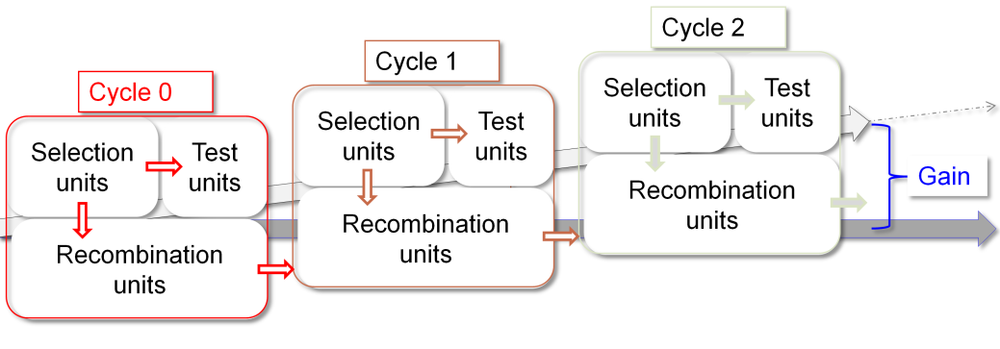 Cycle 0
Selection
units
Test
units
Recombination
units
Cycle 1
Selection
units
Test
units
Recombination
units
Cycle 2
Selection
units
Test
units
Recombination
units
Gain